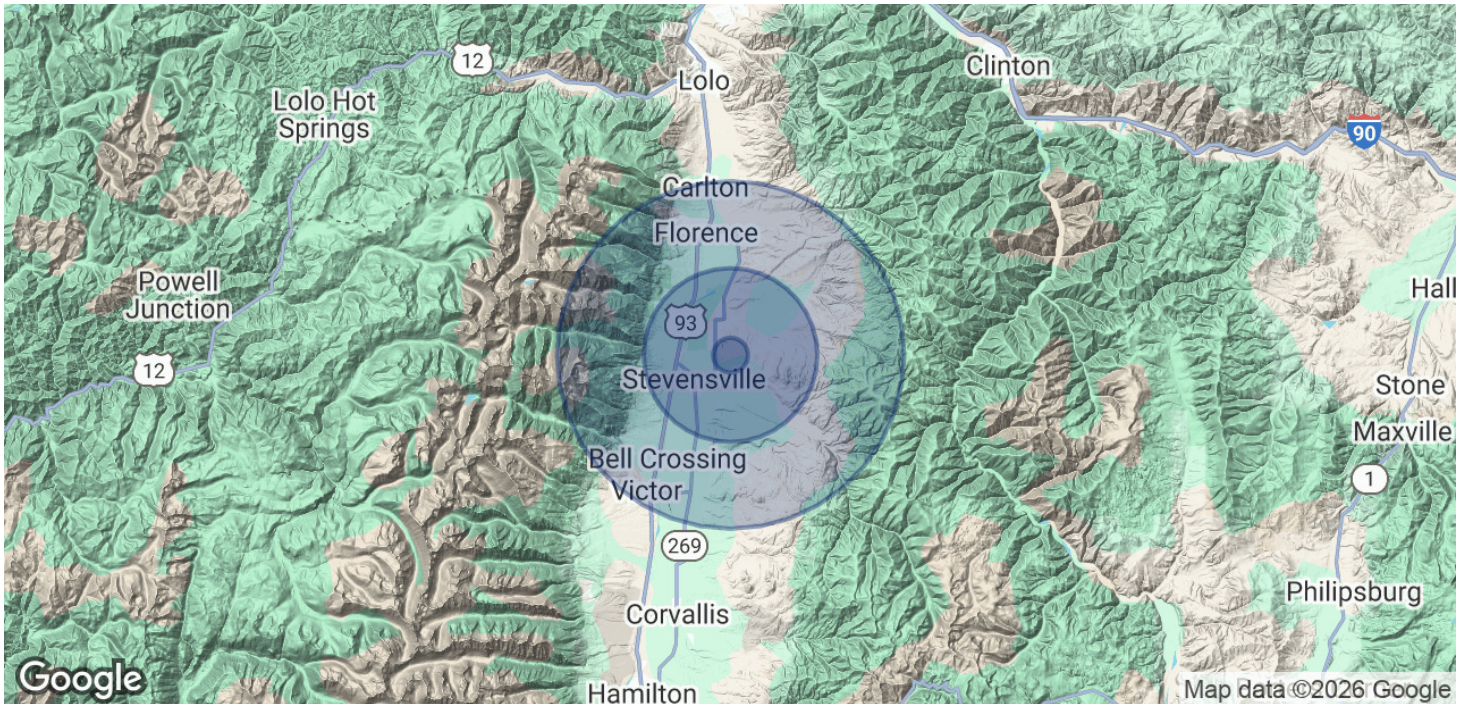 12
Clinton
Lolo
Lolo Hot
Springs
90
Carlton
Florence
Powell
Junction
Hall
93
12
Stevensville
Stone
Maxville
Bell Crossing
Victor
1
269
Philipsburg
Corvallis
Hamilton
Google
Map data ©2026 Google